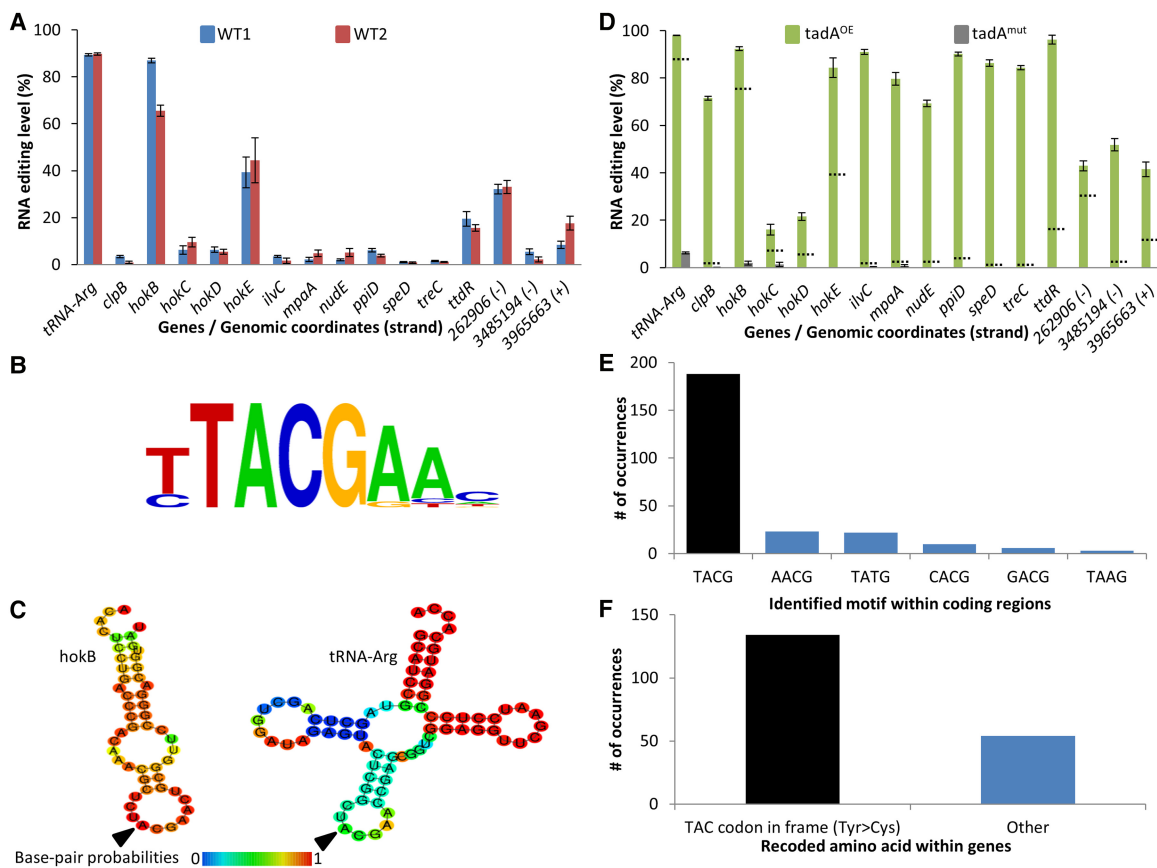 A
RNA editing level (%)
100
80
60
40
20
0
WT1
WT2
tRNA-Arg
clpB
hokB
hokC
hokD
hokE
ilvC
mpaA
nudE
ppiD
speD
treC
ttdR
262906 (-)
3485194 (-)
3965663 (+)
Genes / Genomic coordinates (strand)
B
TTACGAAC
C
hokB
tRNA-Arg
Base-pair probabilities 0 1
D
RNA editing level (%)
100
80
60
40
20
0
tadAOE
tadAmut
tRNA-Arg
clpB
hokB
hokC
hokD
hokE
ilvC
mpaA
nudE
ppiD
speD
treC
ttdR
262906 (-)
3485194 (-)
3965663 (+)
Genes / Genomic coordinates (strand)
E
# of occurrences
200
150
100
50
0
TACG
AACG
TATG
CACG
GACG
TAAG
Identified motif within coding regions
F
# of occurrences
150
100
50
0
TAC codon in frame (Tyr>Cys)
Other
Recoded amino acid within genes